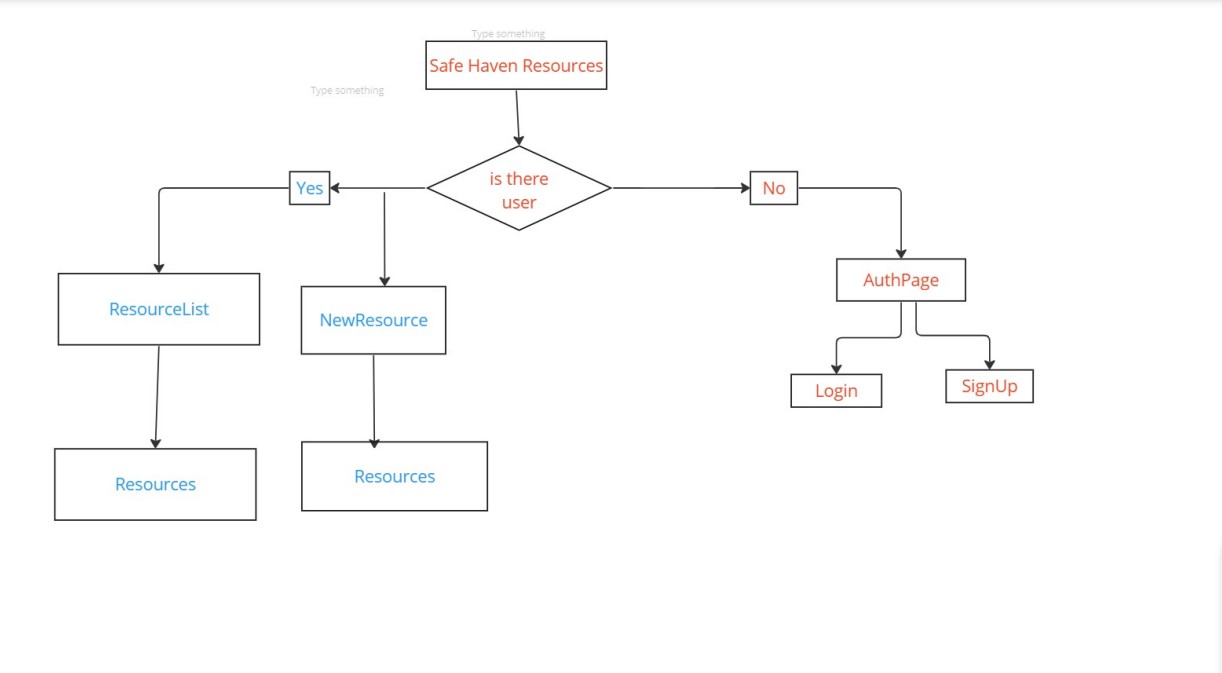 Type something
Safe Haven Resources
Type something
is there
user
Yes
No
AuthPage
ResourceList
NewResource
Login
SignUp
Resources
Resources